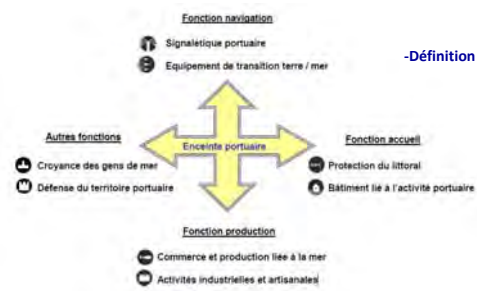 Fonction navigation
Signalétique portuaire
Equipement de transition terre / mer
-Définition
Autres fonctions
Croyance des gens de mer
Défense du territoire portuaire
Enceinte portuaire
Fonction accueil
Protection du littoral
Bâtiment lié à l'activité portuaire
Fonction production
Commerce et production liée à la mer
Activités industrielles et artisanales